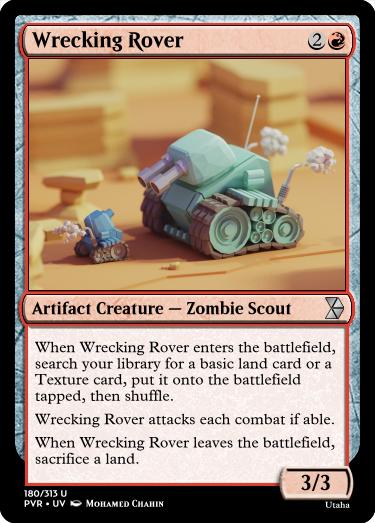 Wrecking Rover 2
Artifact Creature — Zombie Scout
When Wrecking Rover enters the battlefield,
search your library for a basic land card or a
Texture card, put it onto the battlefield
tapped, then shuffle.
Wrecking Rover attacks each combat if able.
When Wrecking Rover leaves the battlefield,
sacrifice a land.
3/3
180/313 U
PVR • UV Mohamed Chahin
Utaha